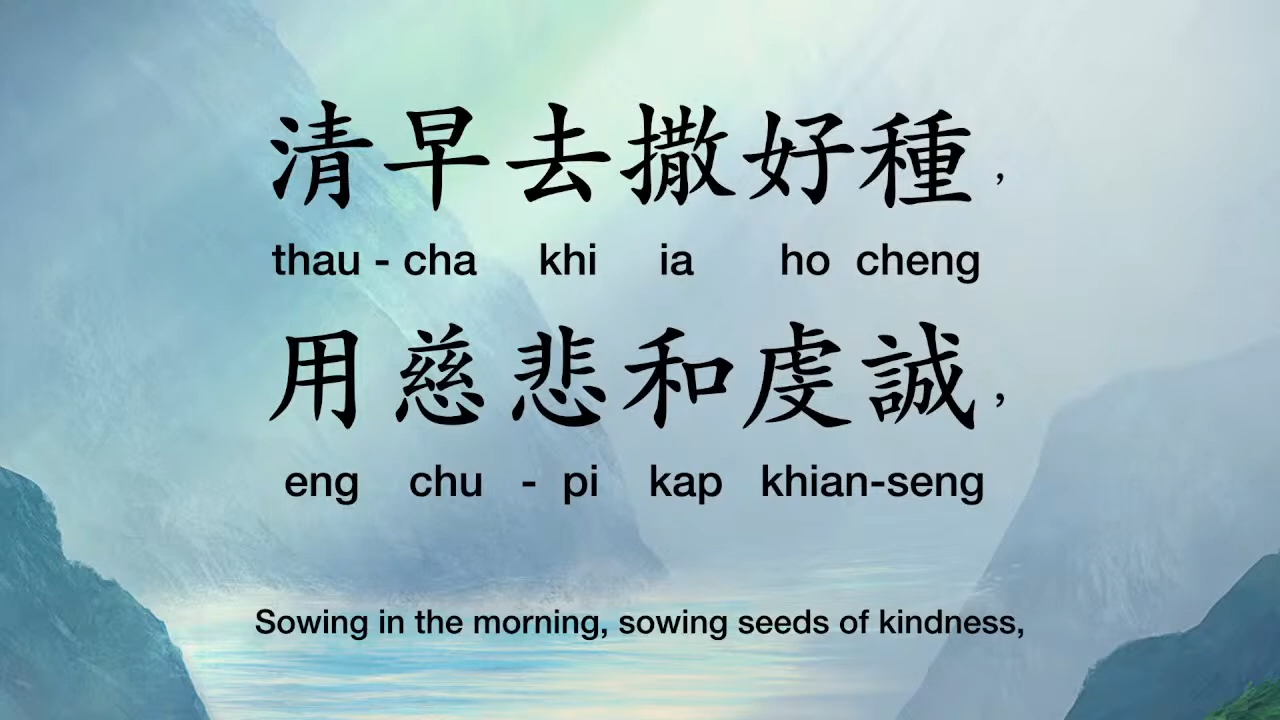 清早去撒好種，
thau - cha khi ia ho cheng
用慈悲和虔誠，
eng chu - pi kap khian-seng
Sowing in the morning, sowing seeds of kindness,